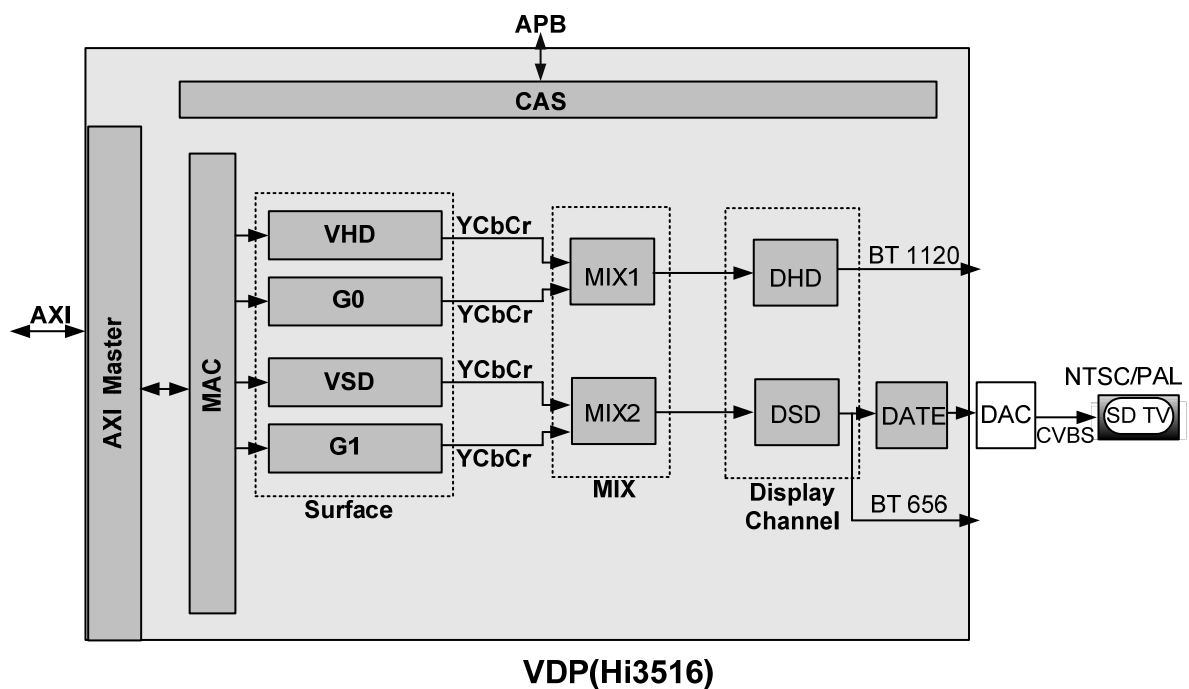 APB
CAS
AXI
AXI Master
MAC
VHD
YCbCr
G0
YCbCr
VSD
YCbCr
G1
YCbCr
Surface
MIX1
MIX2
MIX
DHD
BT 1120
DSD
Display
Channel
DATE
BT 656
DAC
CVBS
NTSC/PAL
SD TV
VDP(Hi3516)